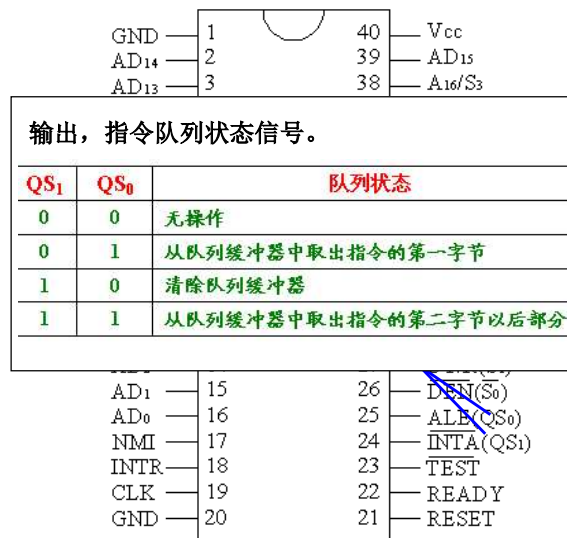 GND 1 40 Vcc
AD14 2 39 AD15
AD13 3 38 A16/S3
输出，指令队列状态信号。
QS1 QS0 队列状态
0 0 无操作
0 1 从队列缓冲器中取出指令的第一字节
1 0 清除队列缓冲器
1 1 从队列缓冲器中取出指令的第二字节以后部分
AD1 15 26 DEN(S0)
AD0 16 25 ALE(QS0)
NMI 17 24 INTA(QS1)
INTR 18 23 TEST
CLK 19 22 READY
GND 20 21 RESET